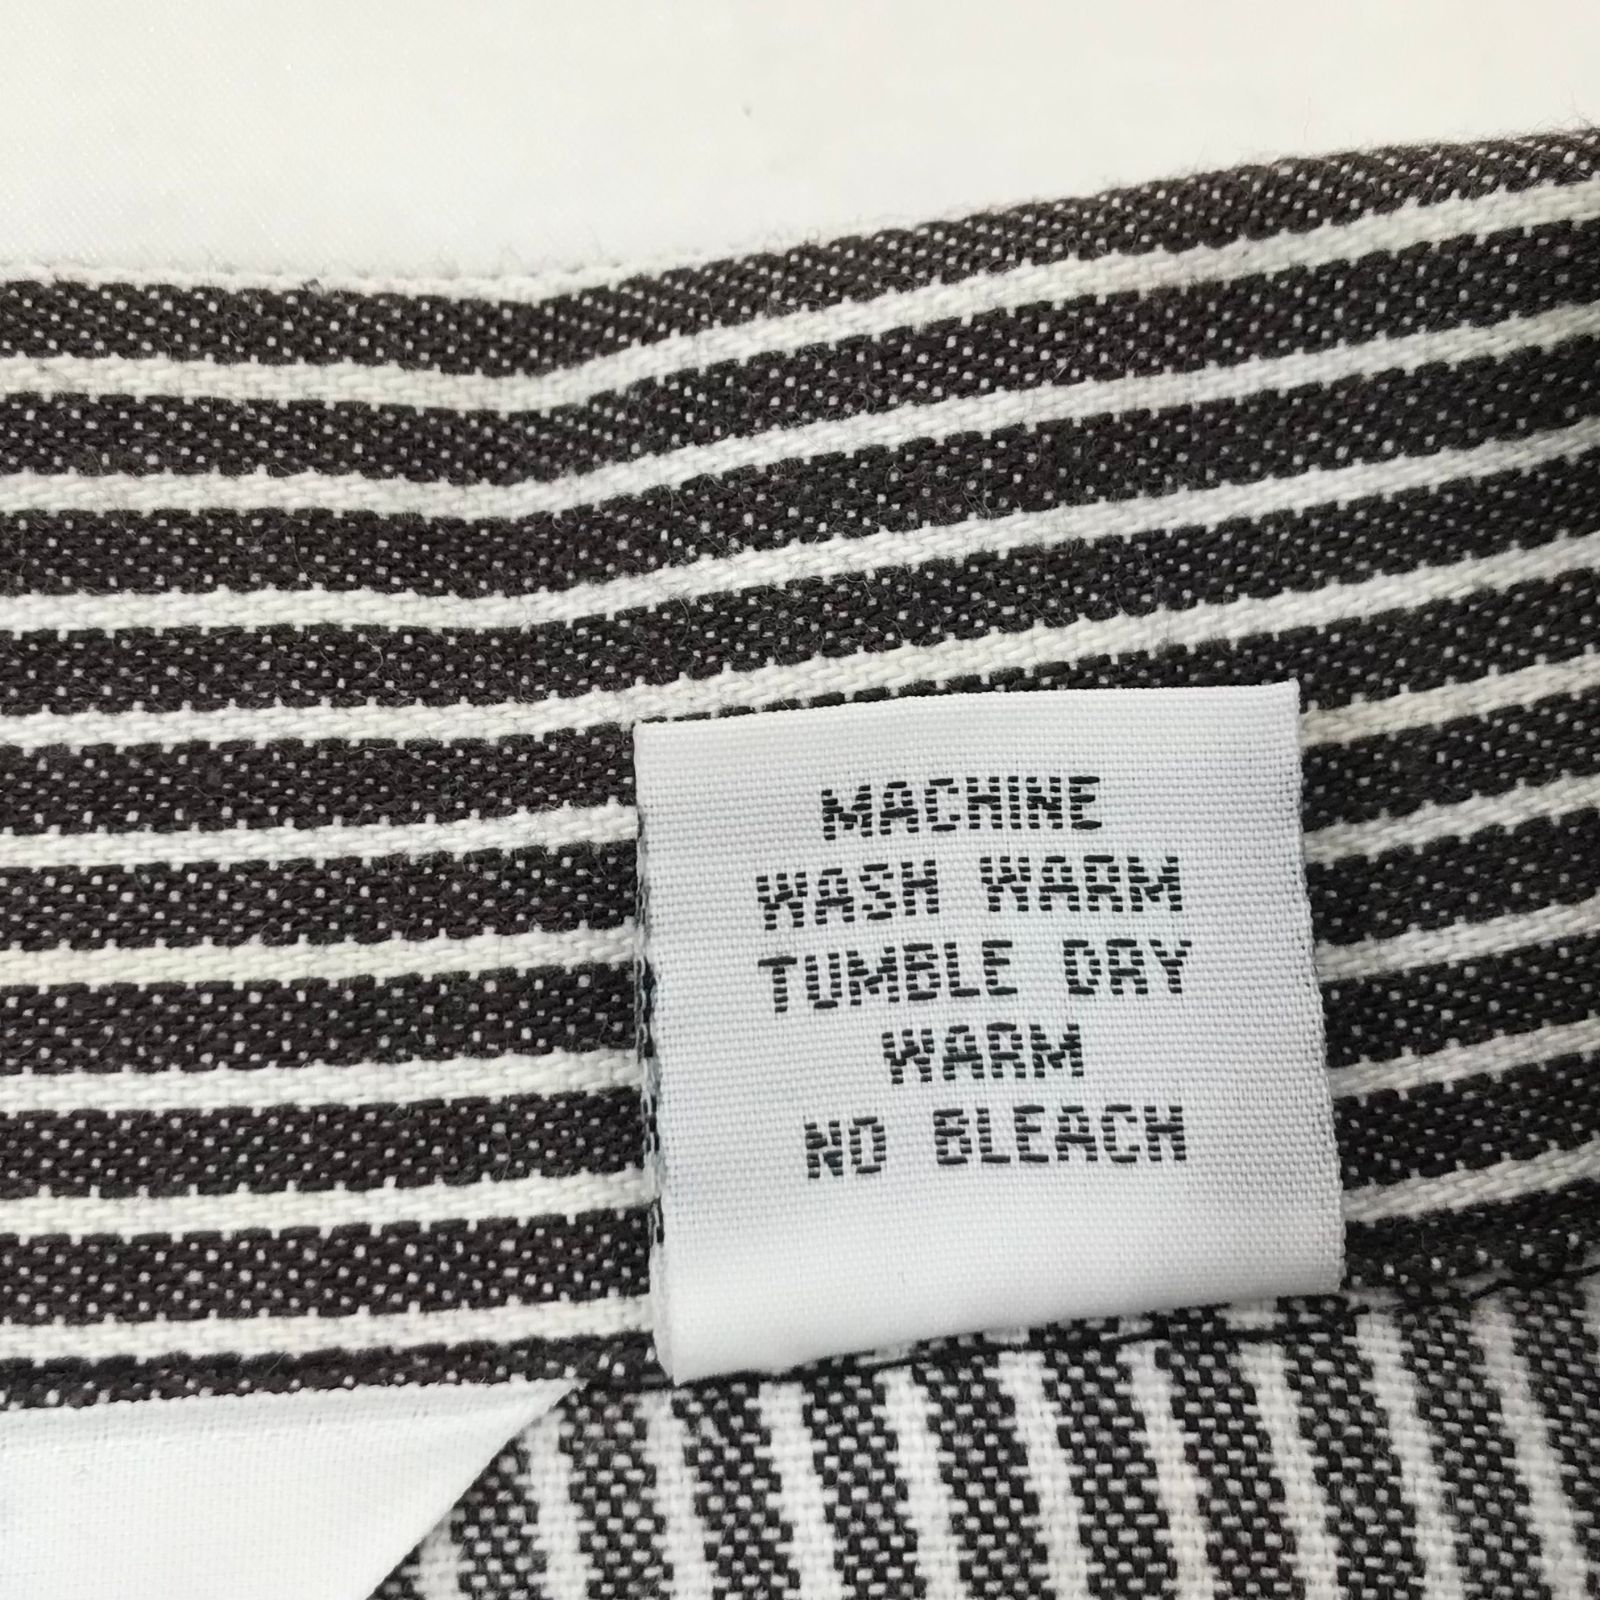 MACHINE
WASH WARM
TUMBLE DRY
WARM
NO BLEACH